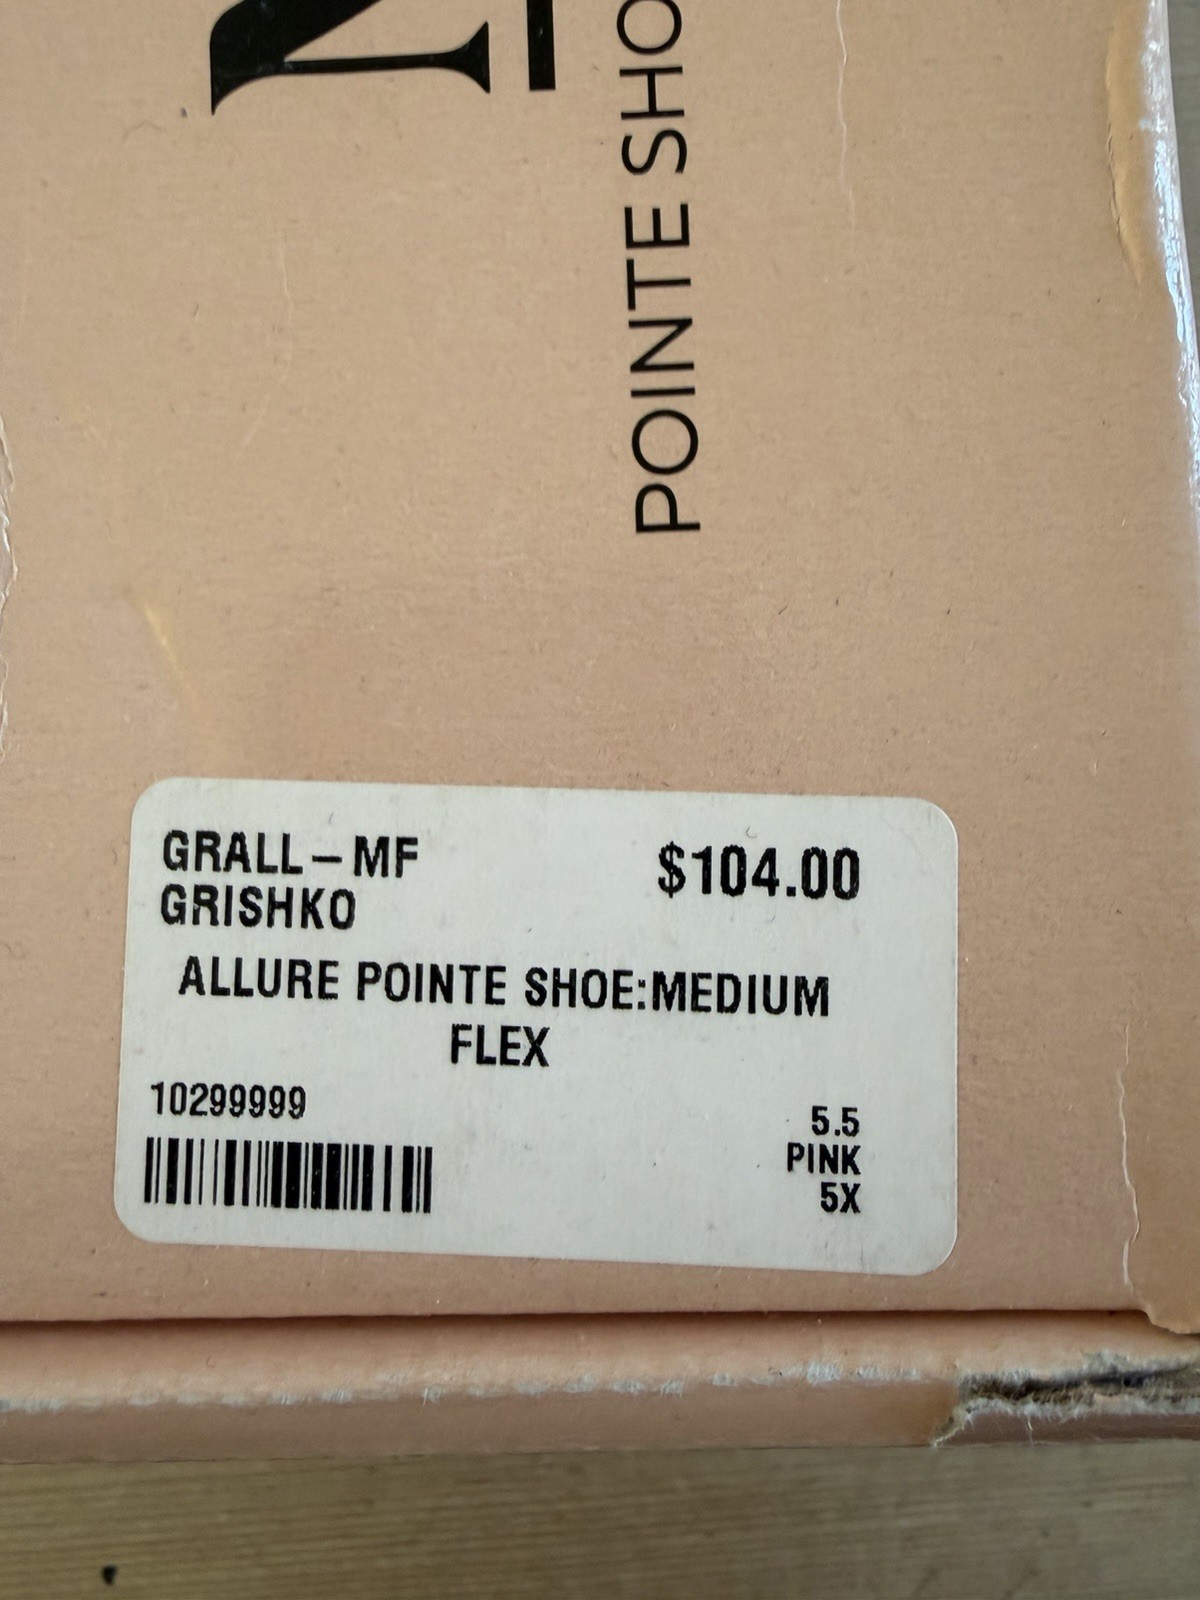 POINTE SHO
GRALL-MF
$104.00
GRISHKO
ALLURE POINTE SHOE:MEDIUM
FLEX
10299999
5.5
PINK
5X